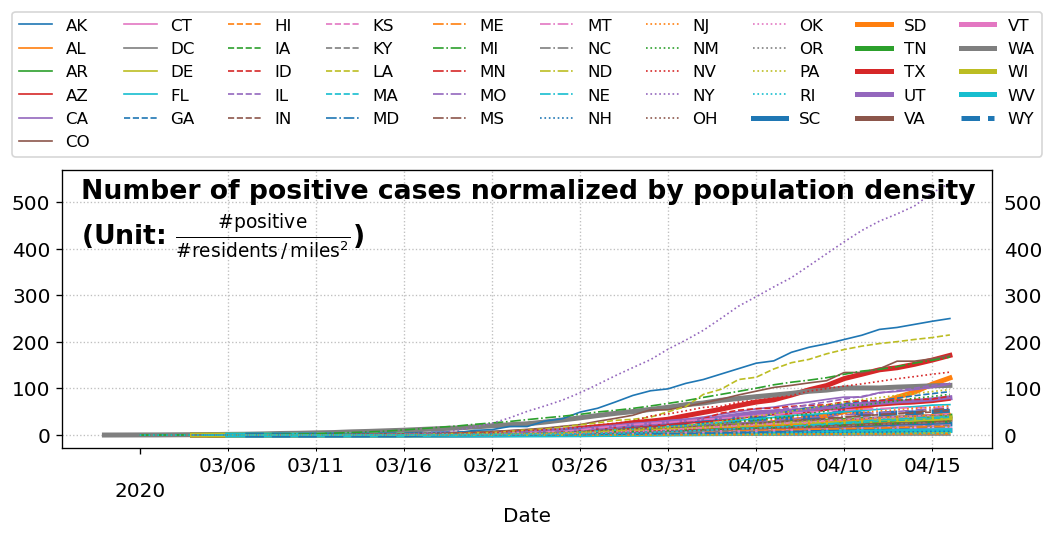 AK CT HI KS ME MT NJ OK SD VT
AL DC IA KY MI NC NM OR TN WA
AR DE ID LA MN ND NV PA TX WI
AZ FL IL MA MO NE NY RI UT WV
CA GA IN MD MS NH OH SC VA WY
CO
Number of positive cases normalized by population density
(Unit: #positive / #residents / miles²)
500 500
400 400
300 300
200 200
100 100
0 0
03/06 03/11 03/16 03/21 03/26 03/31 04/05 04/10 04/15
2020
Date